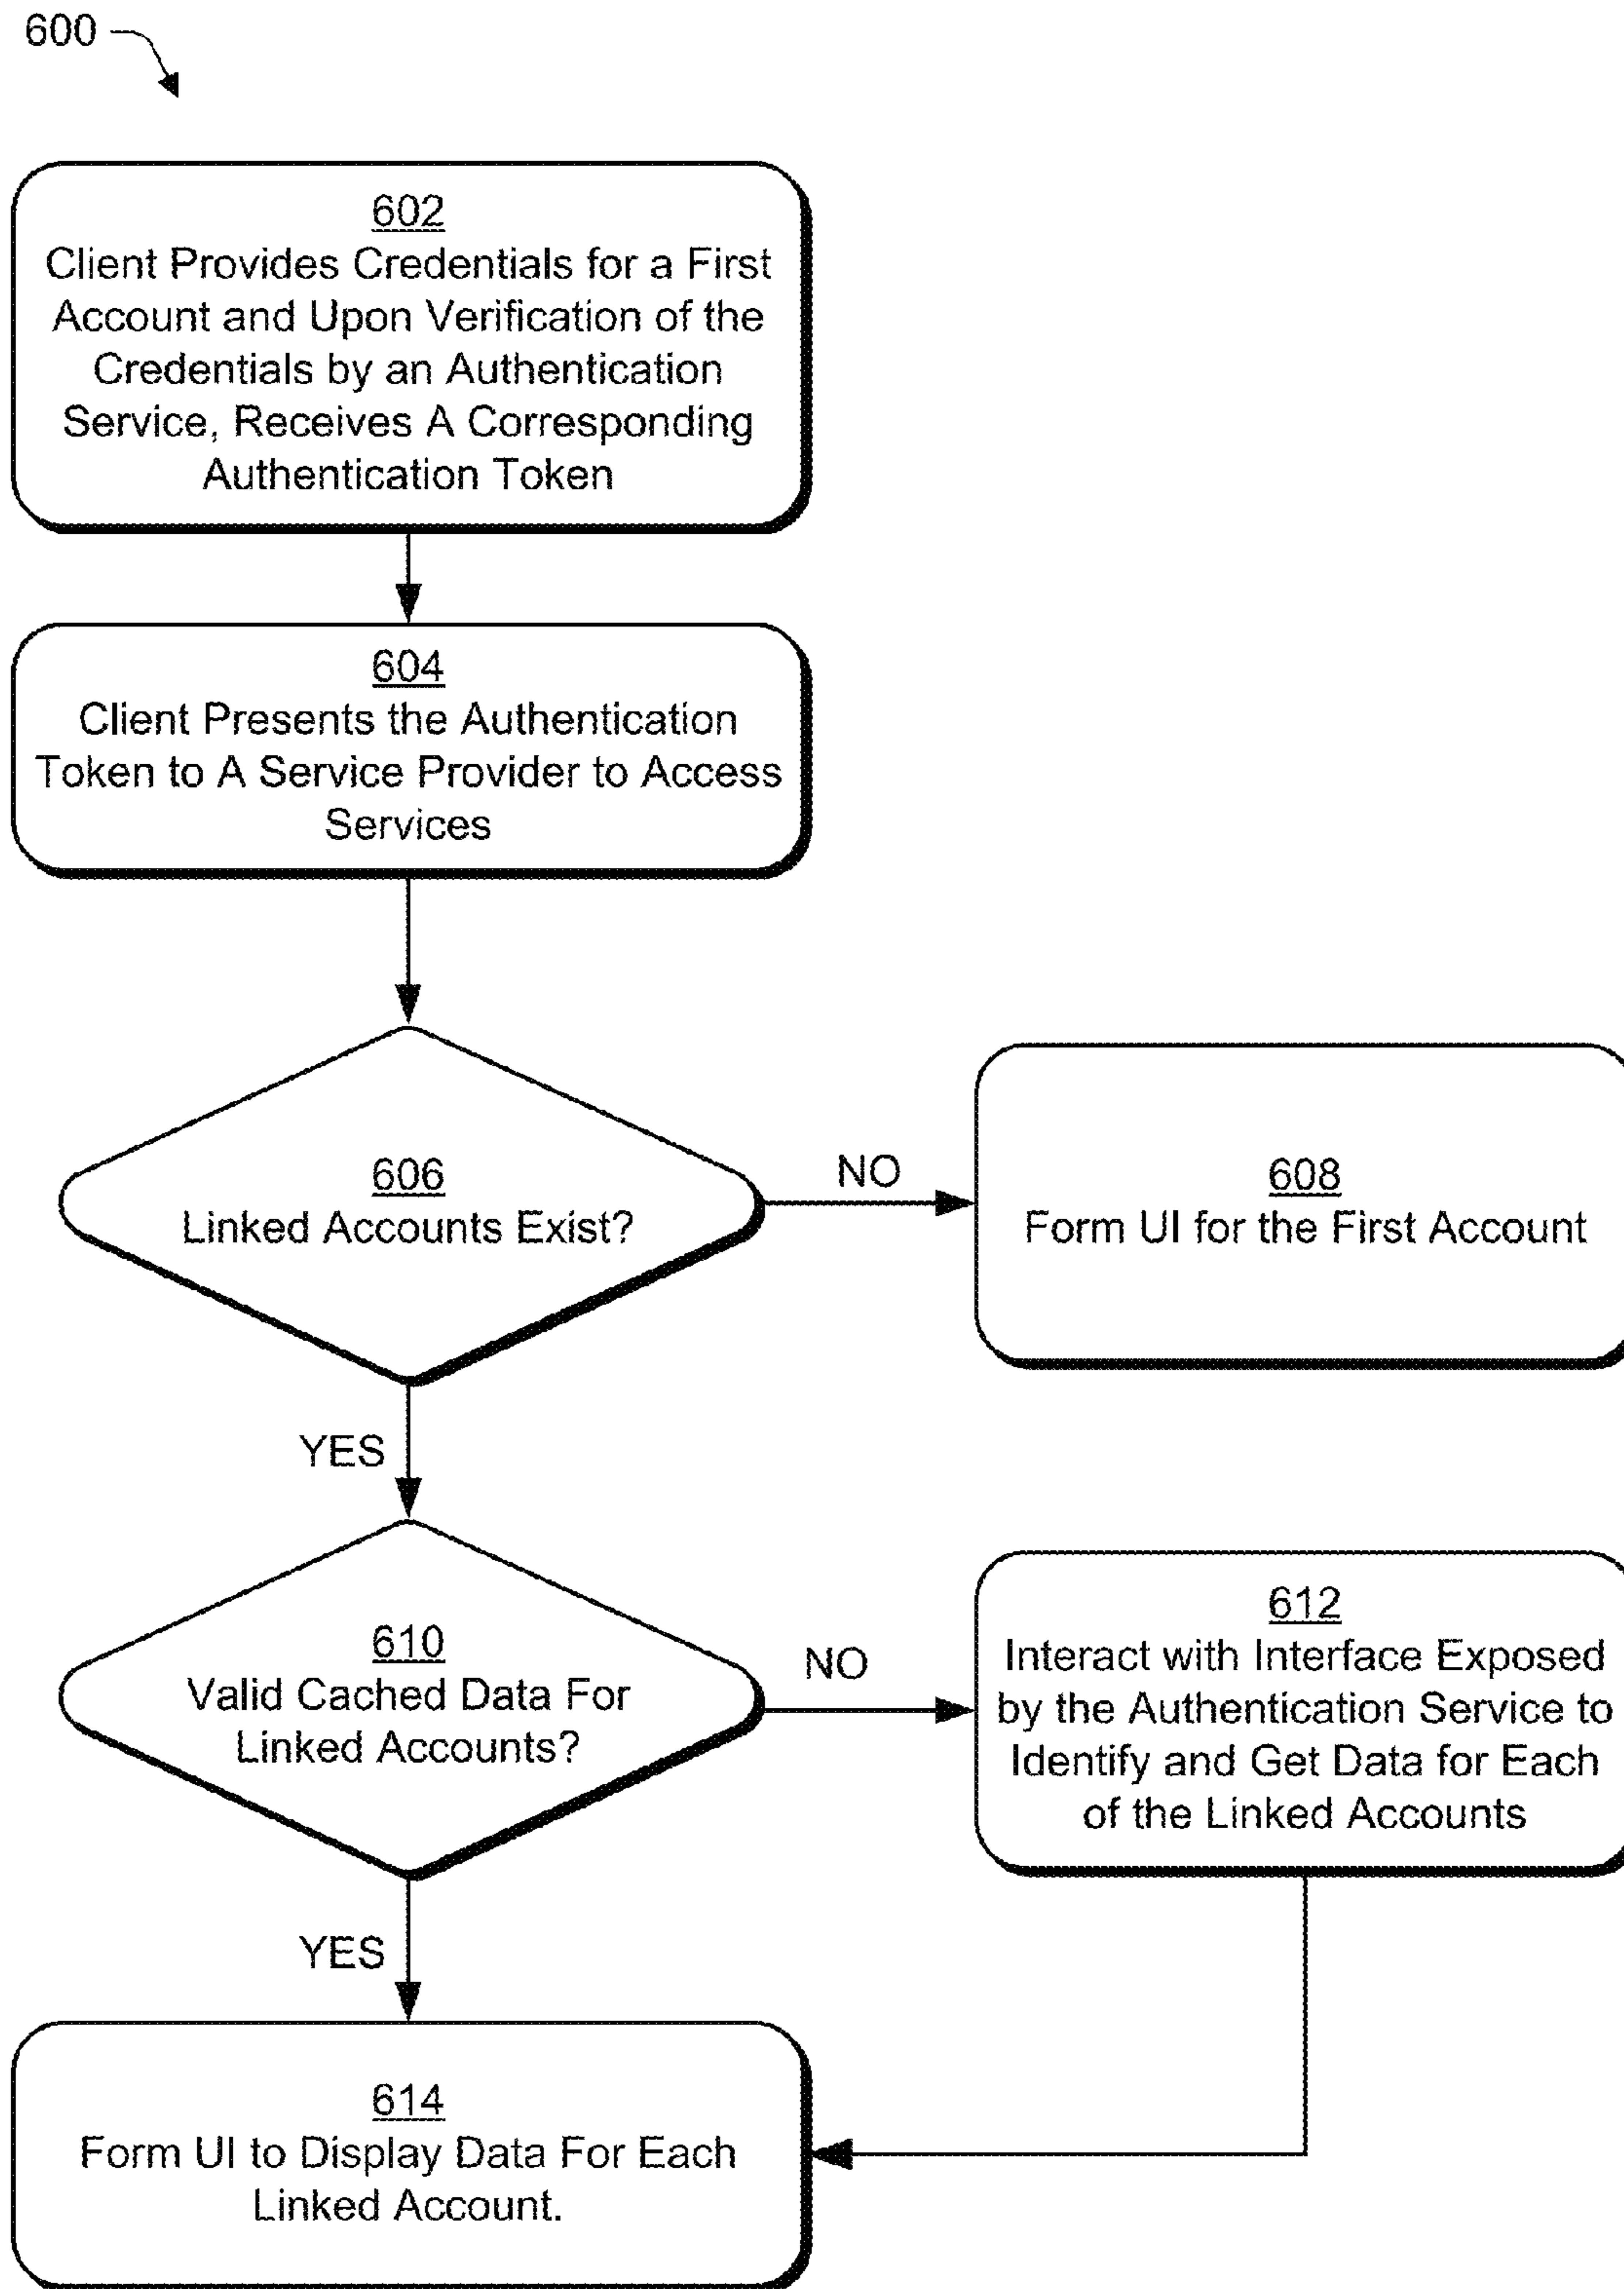 600
602
Client Provides Credentials for a First
Account and Upon Verification of the
Credentials by an Authentication
Service, Receives A Corresponding
Authentication Token
604
Client Presents the Authentication
Token to A Service Provider to Access
Services
606
Linked Accounts Exist?
NO
608
Form UI for the First Account
YES
610
Valid Cached Data For
Linked Accounts?
NO
612
Interact with Interface Exposed
by the Authentication Service to
Identify and Get Data for Each
of the Linked Accounts
YES
614
Form UI to Display Data For Each
Linked Account.